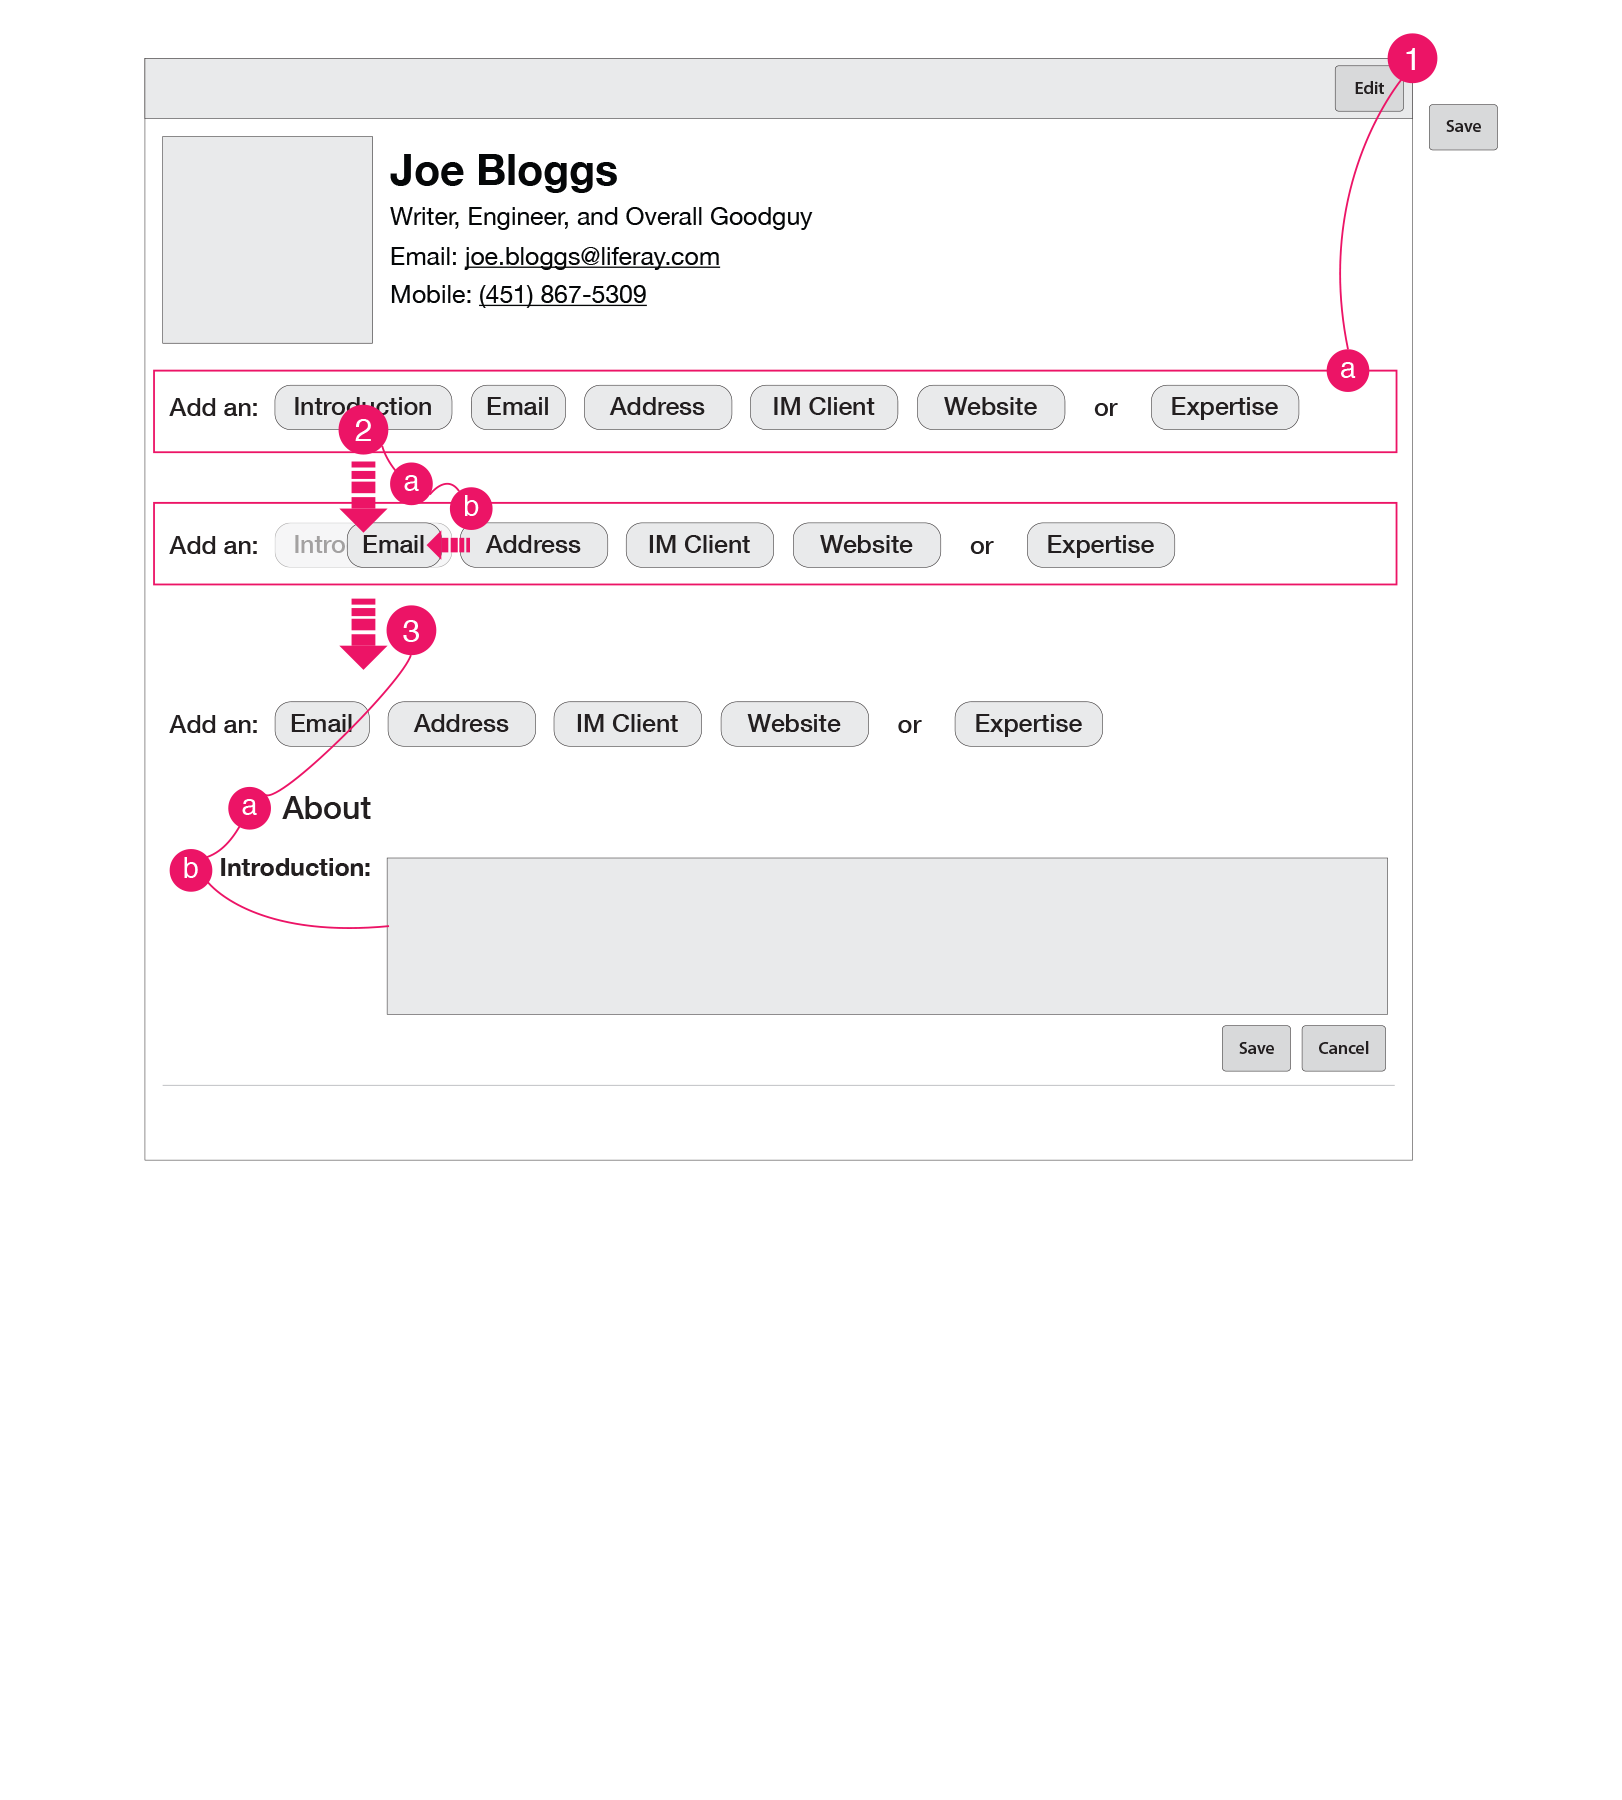 1
Edit
Save
Joe Bloggs
Writer, Engineer, and Overall Goodguy
Email: joe.bloggs@liferay.com
Mobile: (451) 867-5309
a
Add an: Introduction Email Address IM Client Website or Expertise
2
a
b
Add an: Intro Email Address IM Client Website or Expertise
3
Add an: Email Address IM Client Website or Expertise
a About
b Introduction:
Save Cancel